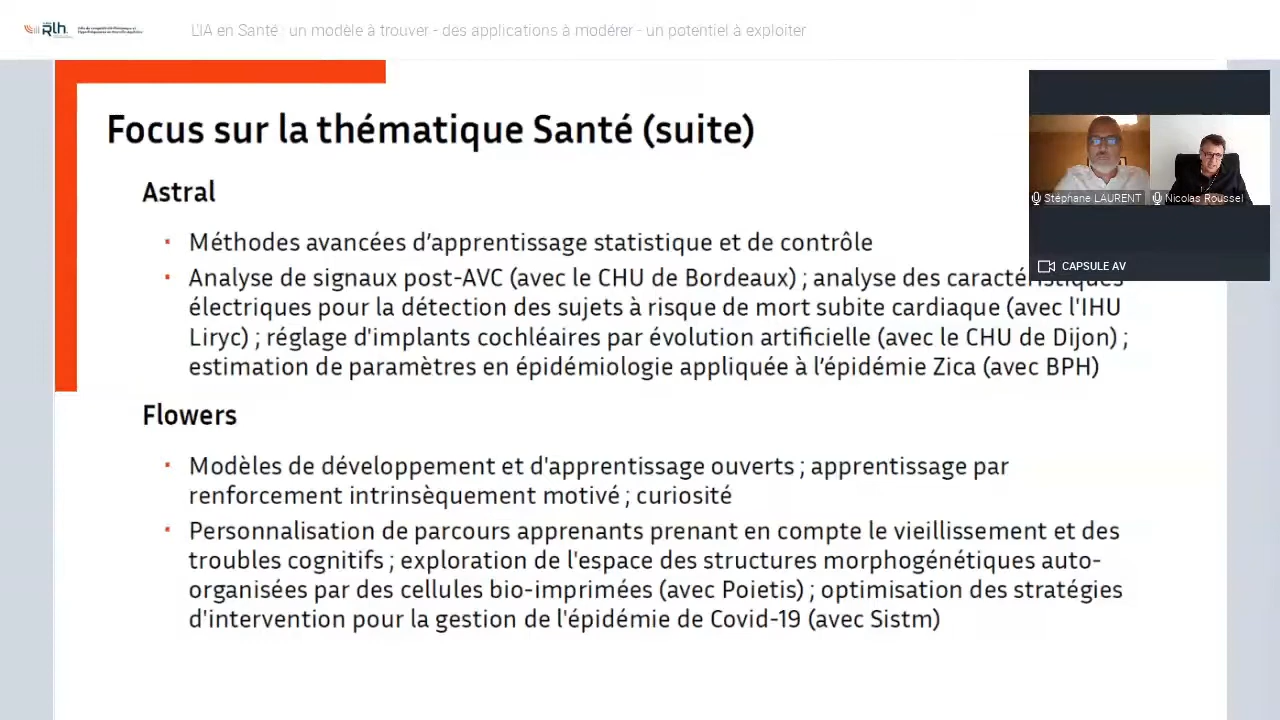 Rlh.
L'IA en Santé : un modèle à trouver - des applications à modérer - un potentiel à exploiter
Focus sur la thématique Santé (suite)
Stéphane LAURENT
Nicolas Roussel
CAPSULE AV
Astral
Méthodes avancées d’apprentissage statistique et de contrôle
Analyse de signaux post-AVC (avec le CHU de Bordeaux) ; analyse des caractéristiques
électriques pour la détection des sujets à risque de mort subite cardiaque (avec l'IHU
Liryc) ; réglage d'implants cochléaires par évolution artificielle (avec le CHU de Dijon) ;
estimation de paramètres en épidémiologie appliquée à l’épidémie Zica (avec BPH)
Flowers
Modèles de développement et d'apprentissage ouverts ; apprentissage par
renforcement intrinsèquement motivé ; curiosité
Personnalisation de parcours apprenants prenant en compte le vieillissement et des
troubles cognitifs ; exploration de l'espace des structures morphogénétiques auto-
organisées par des cellules bio-imprimées (avec Poietis) ; optimisation des stratégies
d'intervention pour la gestion de l'épidémie de Covid-19 (avec Sistm)